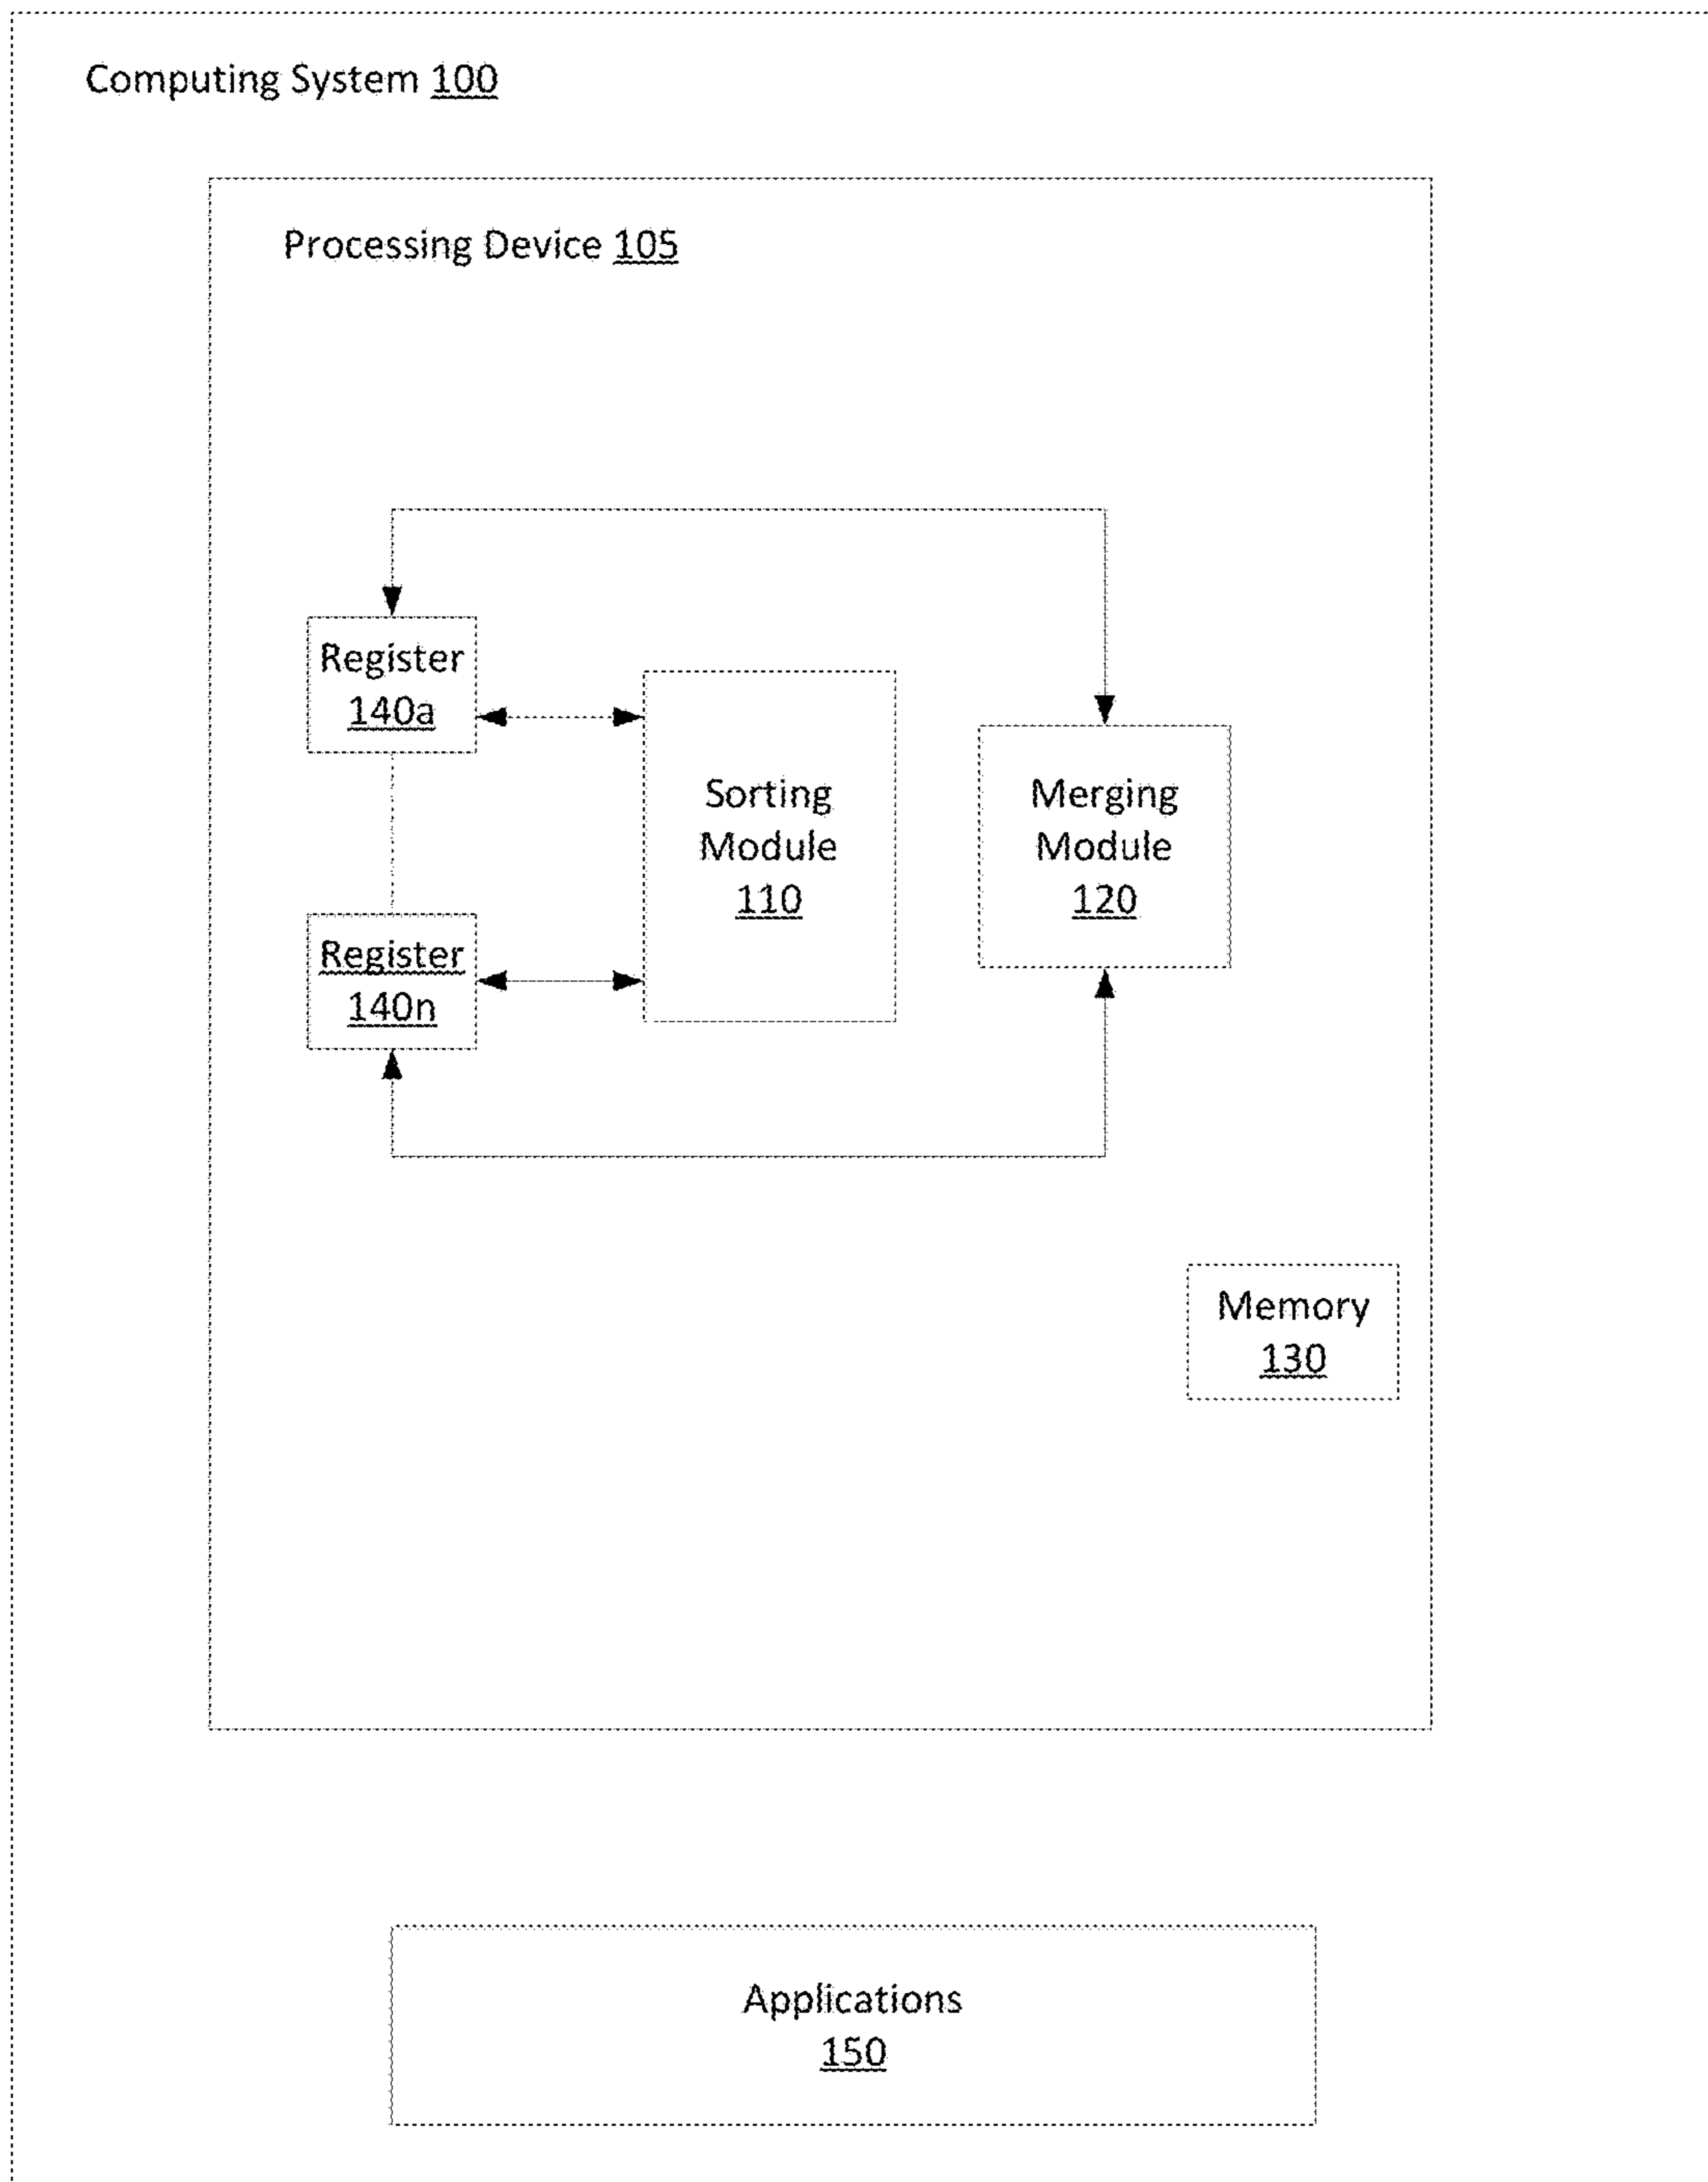 Computing System 100
Processing Device 105
Register
140a
Sorting
Module
110
Merging
Module
120
Register
140n
Memory
130
Applications
150